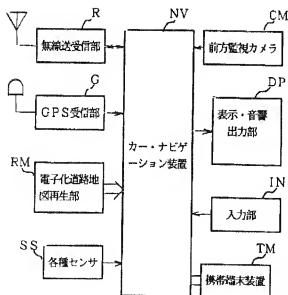 R
NV
CM
無線送受信部
前方監視カメラ
G
DP
GPS受信部
表示・音響
出力部
カー・ナビゲ
ーション装置
RM
電子化道路地
図再生部
IN
入力部
SS
各種センサ
TM
携帯端末装置